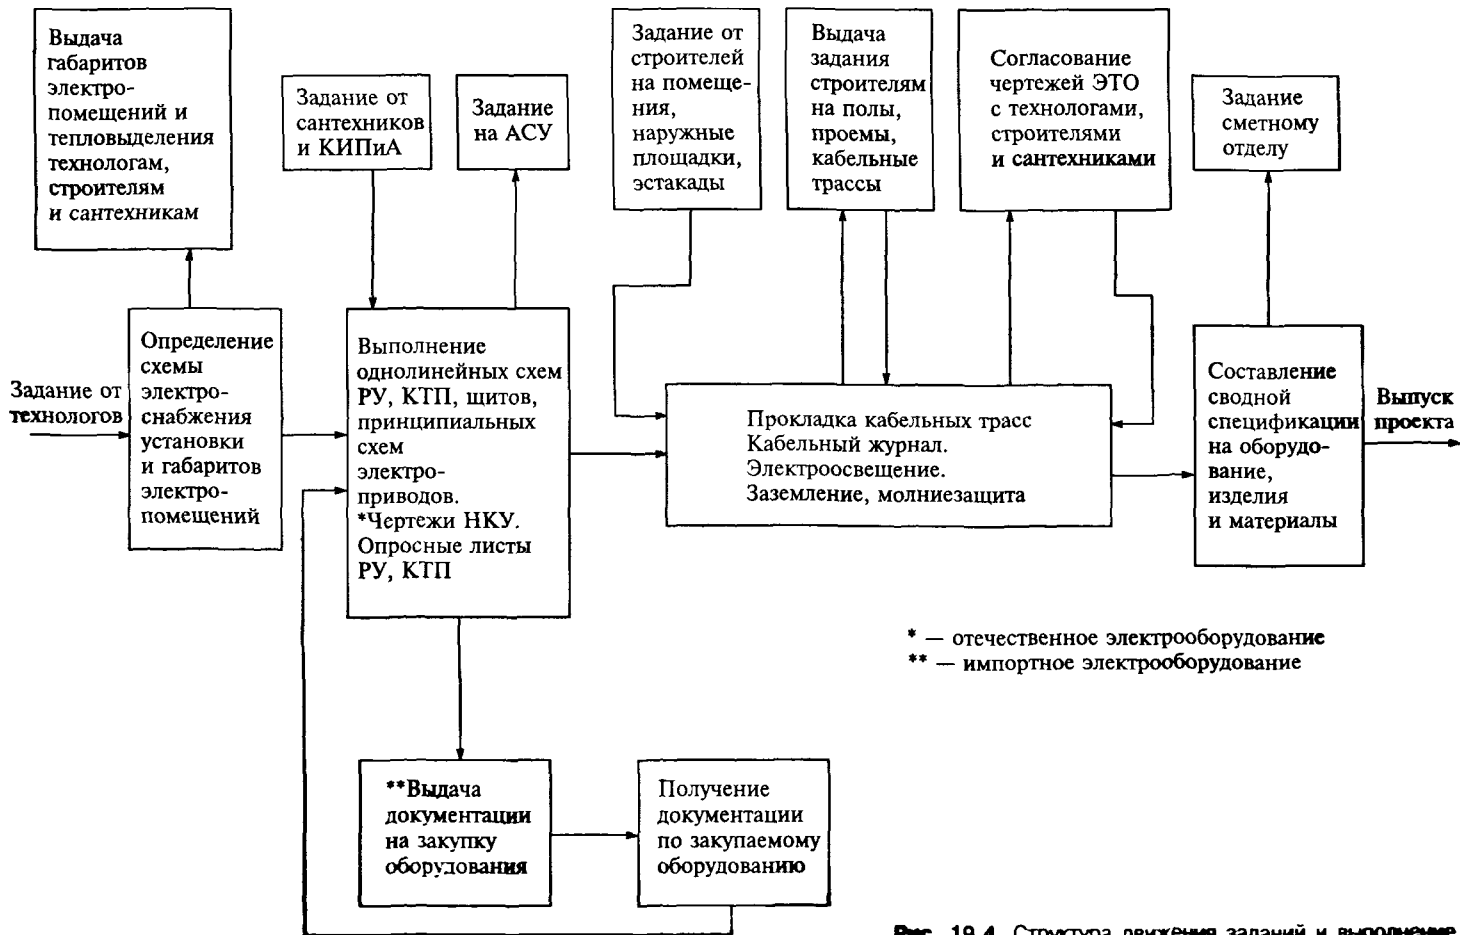 Выдача
габаритов
электро-
помещений и
тепловыделения
технологам,
строителям
и сантехникам
Задание от
сантехников
и КИПиА
Задание
на АСУ
Задание от
строителей
на помеще-
ния,
наружные
площадки,
эстакады
Выдача
задания
строителям
на полы,
проемы,
кабельные
трассы
Согласование
чертежей ЭТО
с технологами,
строителями
и сантехниками
Задание
сметному
отделу
Задание от
технологов
Определение
схемы
электро-
снабжения
установки
и габаритов
электро-
помещений
Выполнение
однолинейных схем
РУ, КТП, щитов,
принципиальных
схем
электро-
приводов.
*Чертежи НКУ.
Опросные листы
РУ, КТП
Прокладка кабельных трасс
Кабельный журнал.
Электроосвещение.
Заземление, молниезащита
Составление
сводной
спецификации
на оборудо-
вание,
изделия
и материалы
Выпуск
проекта
* — отечественное электрооборудование
** — импортное электрооборудование
**Выдача
документации
на закупку
оборудования
Получение
документации
по закупаемому
оборудованию
Рис. 19.4. Структура движения заданий и выполнение